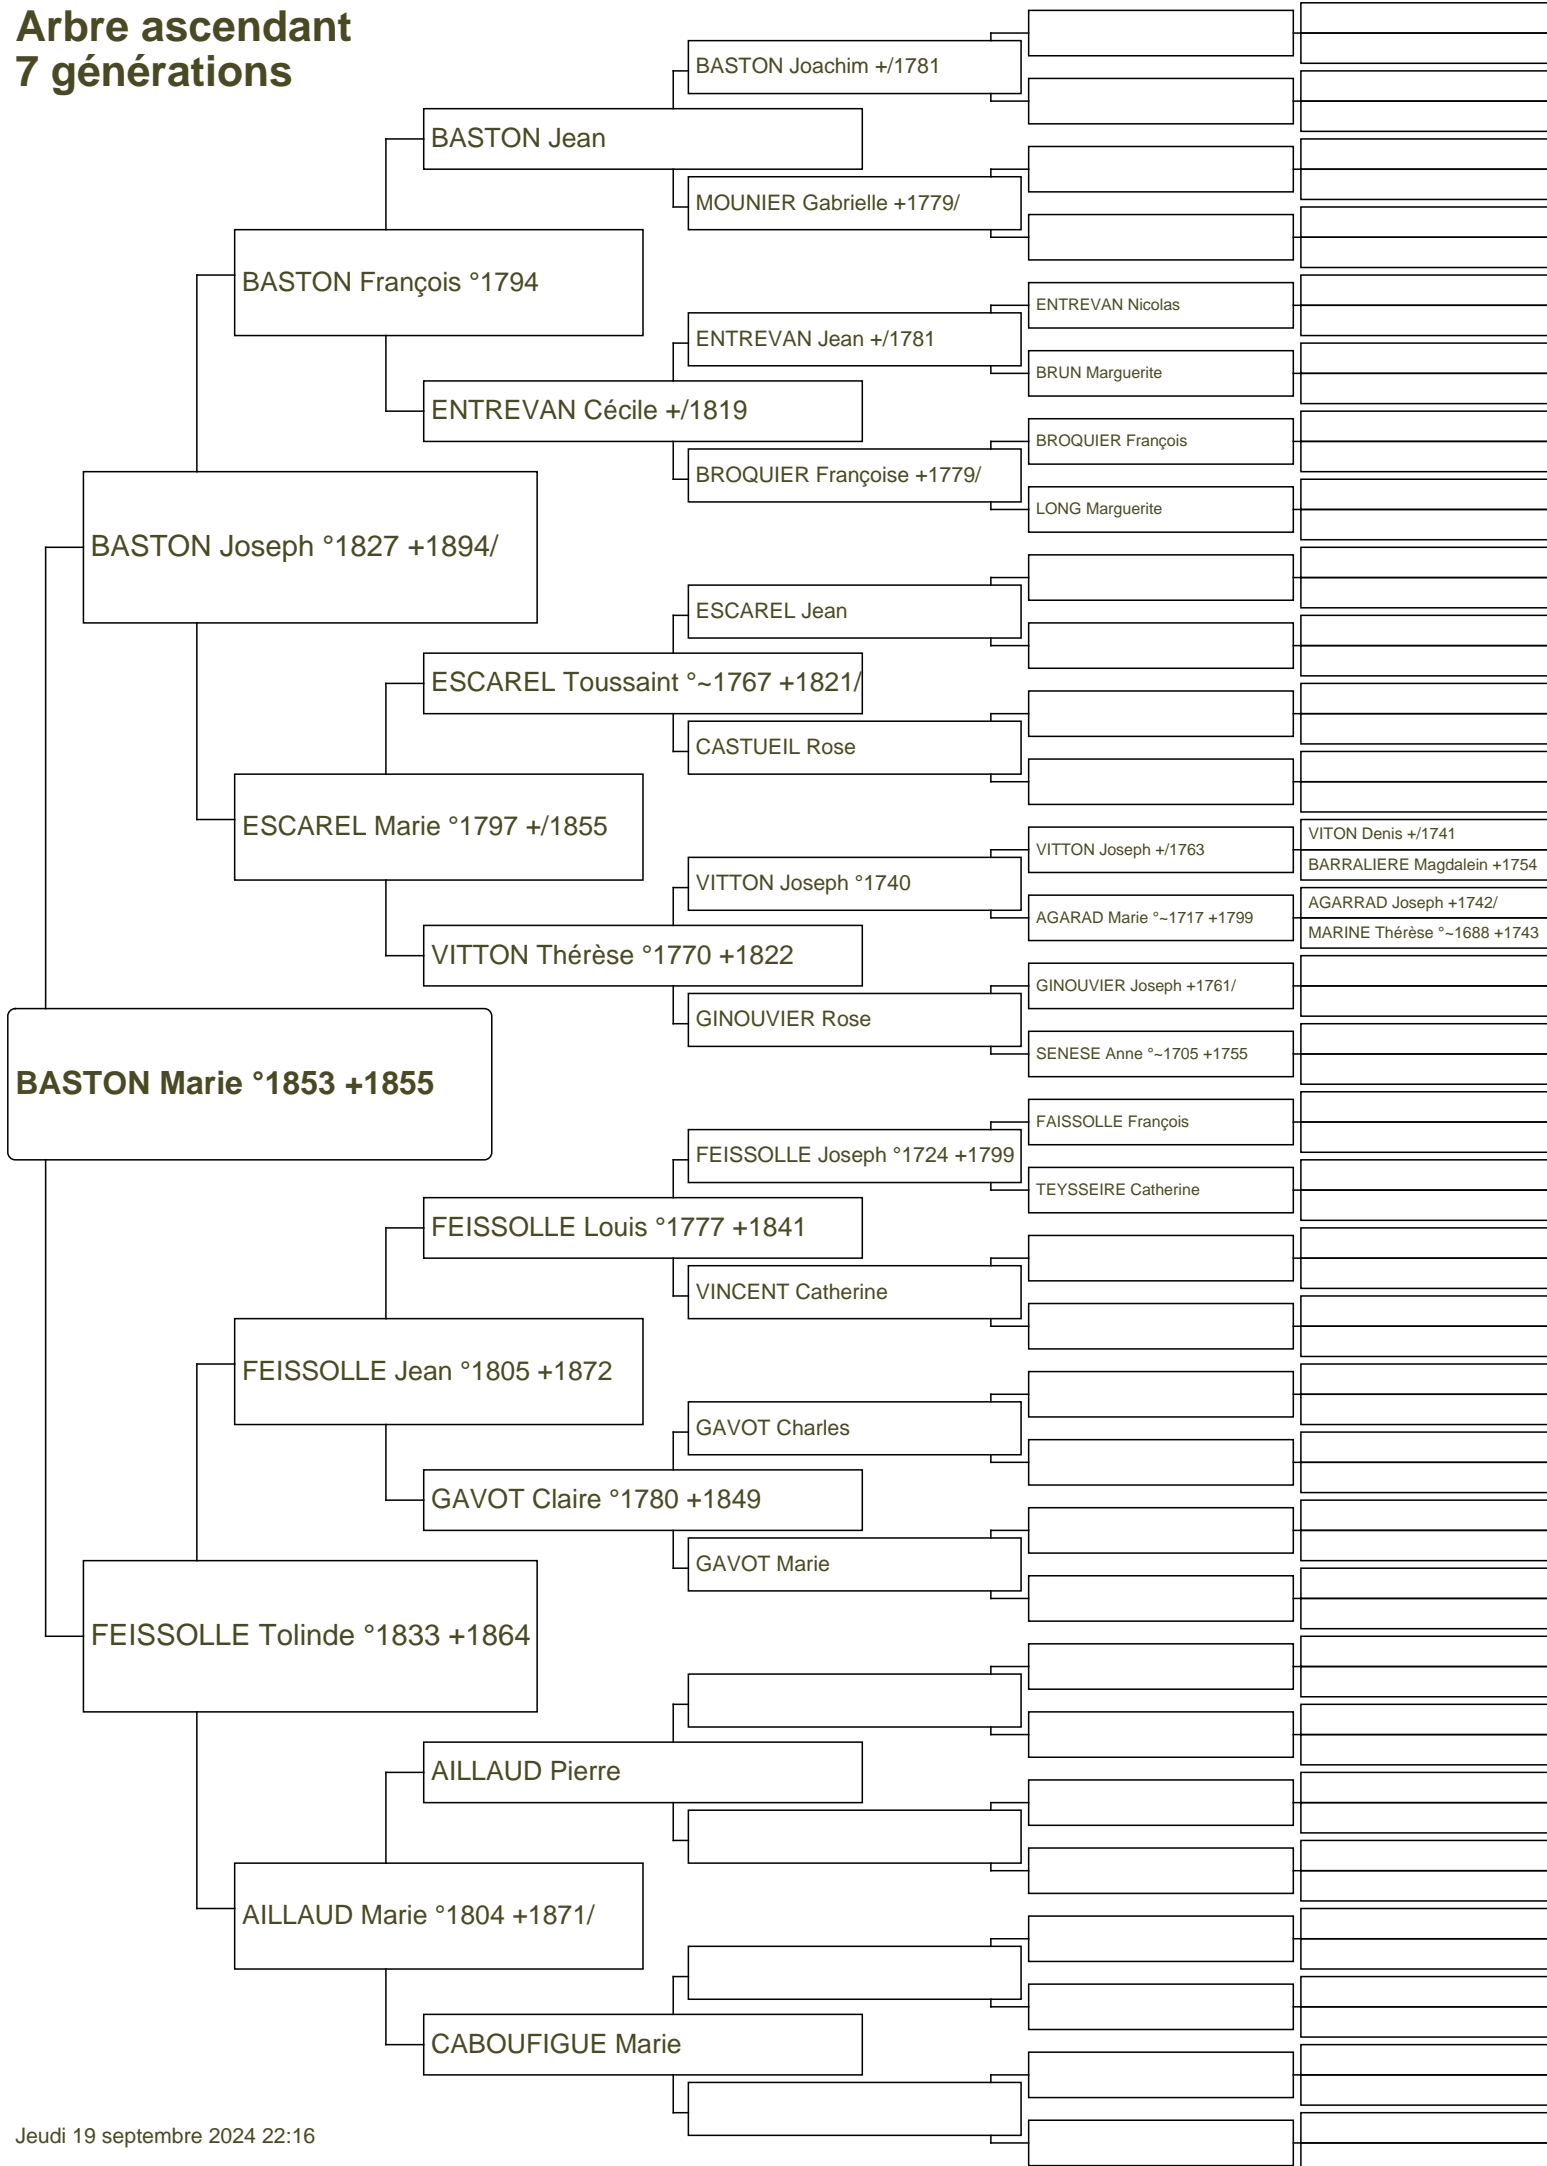 Arbre ascendant
7 générations
BASTON Joachim +/1781
BASTON Jean
MOUNIER Gabrielle +1779/
BASTON François °1794
ENTREVAN Nicolas
ENTREVAN Jean +/1781
BRUN Marguerite
ENTREVAN Cécile +/1819
BROQUIER François
BROQUIER Françoise +1779/
LONG Marguerite
BASTON Joseph °1827 +1894/
ESCAREL Jean
ESCAREL Toussaint °~1767 +1821/
CASTUEIL Rose
ESCAREL Marie °1797 +/1855
VITON Denis +/1741
VITTON Joseph +/1763
BARRALIERE Magdalein +1754
VITTON Joseph °1740
AGARRAD Joseph +1742/
AGARAD Marie °~1717 +1799
MARINE Thérèse °~1688 +1743
VITTON Thérèse °1770 +1822
GINOUVIER Joseph +1761/
GINOUVIER Rose
SENESE Anne °~1705 +1755
BASTON Marie °1853 +1855
FAISSOLLE François
FEISSOLLE Joseph °1724 +1799
TEYSSEIRE Catherine
FEISSOLLE Louis °1777 +1841
VINCENT Catherine
FEISSOLLE Jean °1805 +1872
GAVOT Charles
GAVOT Claire °1780 +1849
GAVOT Marie
FEISSOLLE Tolinde °1833 +1864
AILLAUD Pierre
AILLAUD Marie °1804 +1871/
CABOUFIGUE Marie
Jeudi 19 septembre 2024 22:16